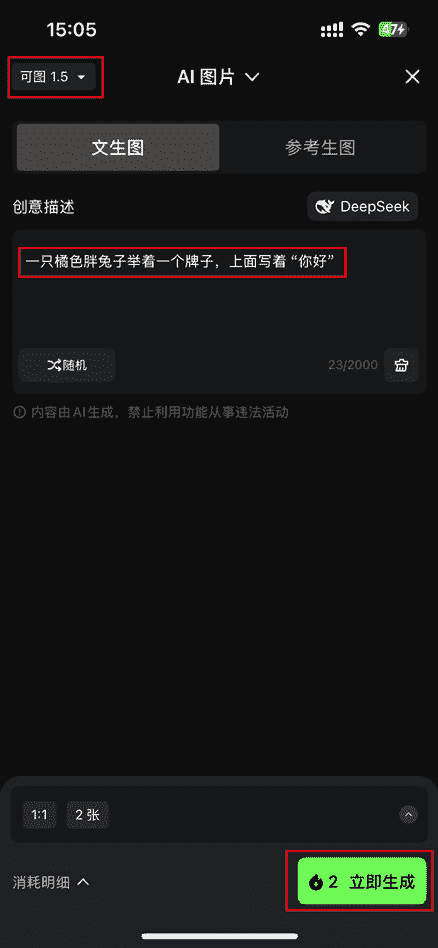 15:05
47
可图 1.5
AI 图片
文生图
参考生图
创意描述
DeepSeek
一只橘色胖兔子举着一个牌子，上面写着 “你好”
随机
23/2000
内容由 AI 生成，禁止利用功能从事违法活动
1:1
2 张
消耗明细
2 立即生成